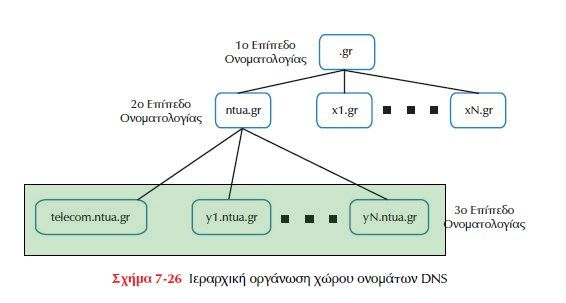 1ο Επίπεδο
Ονοματολογίας
.gr
2ο Επίπεδο
Ονοματολογίας
ntua.gr
x1.gr
xN.gr
telecom.ntua.gr
y1.ntua.gr
yN.ntua.gr
3ο Επίπεδο
Ονοματολογίας
Σχήμα 7-26 Ιεραρχική οργάνωση χώρου ονομάτων DNS